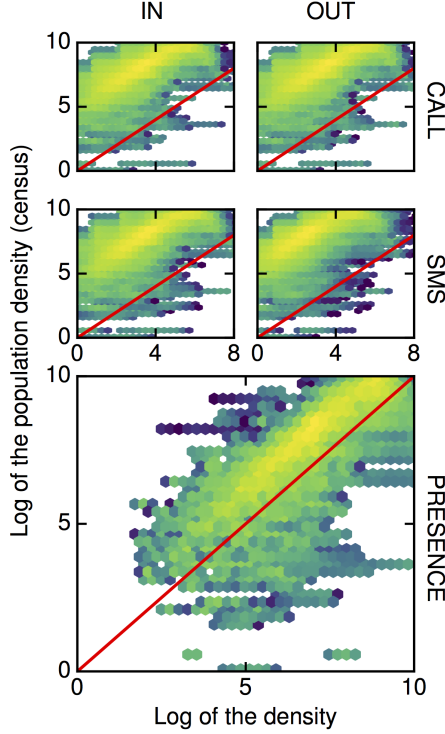 IN OUT
10
5
0
CALL
10
5
0
0 4 8 0 4 8
SMS
Log of the population density (census)
10
5
0
0 5 10
PRESENCE
Log of the density